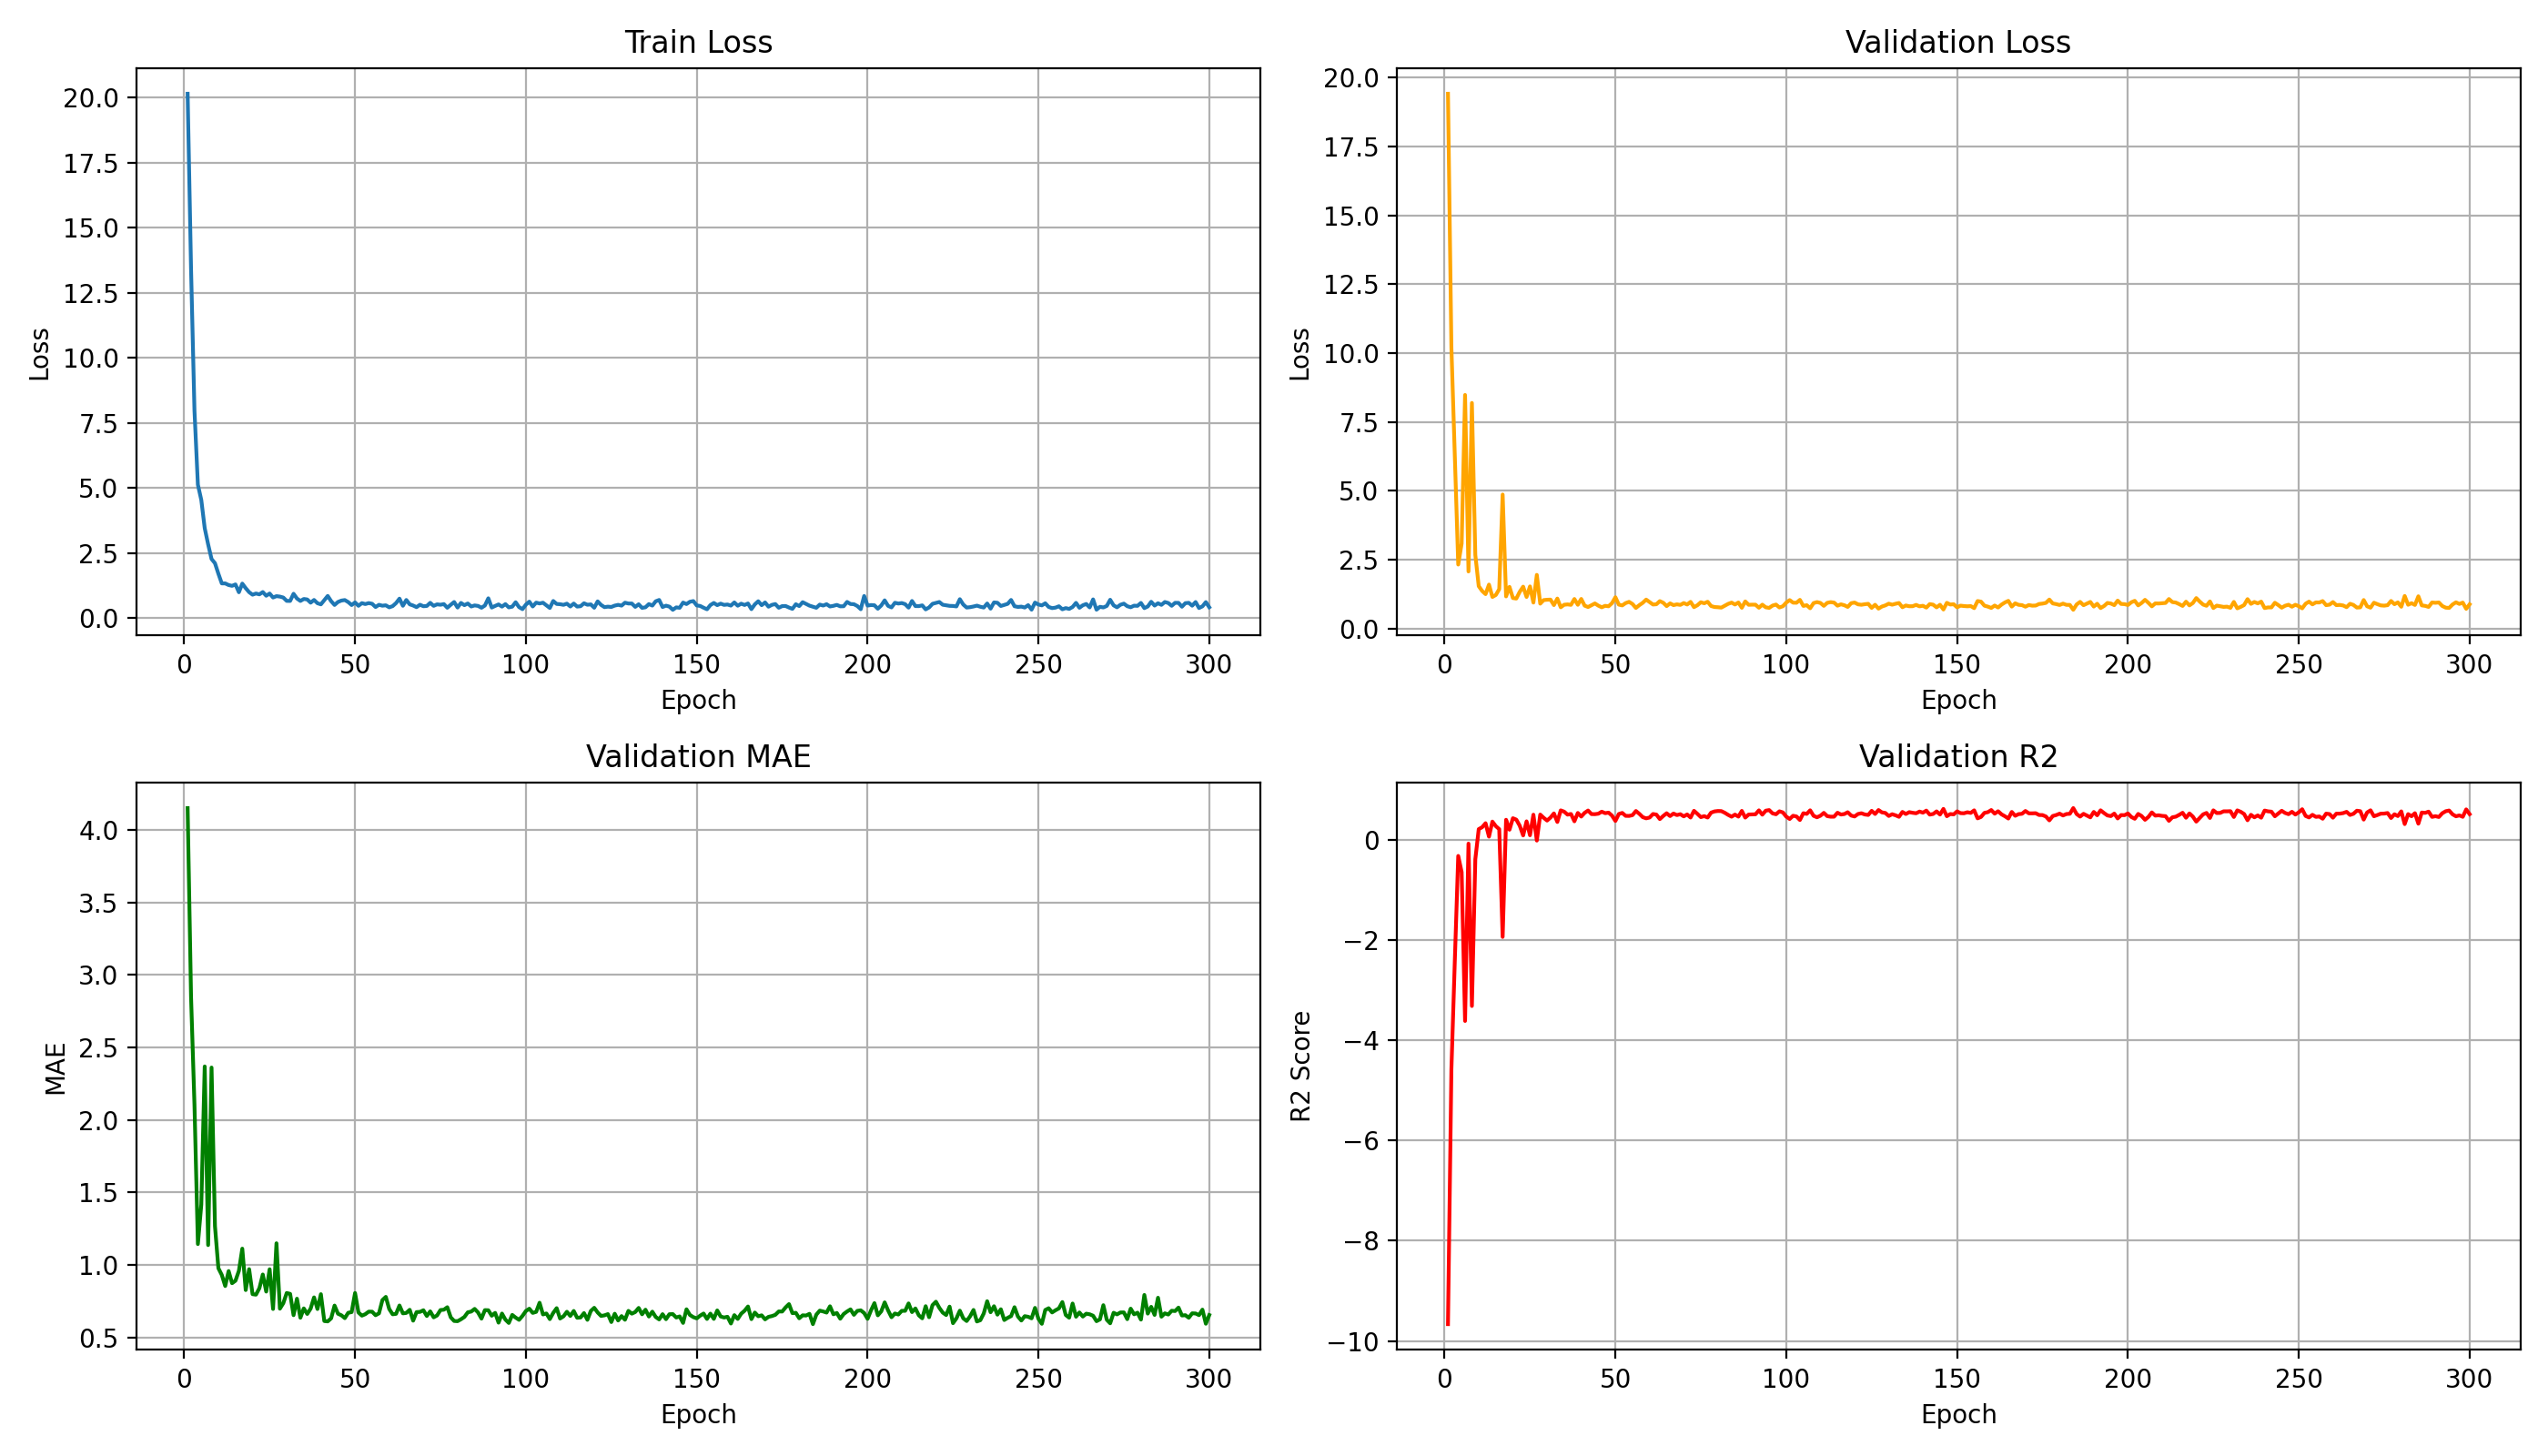 Train Loss
20.0
17.5
15.0
12.5
10.0
7.5
5.0
2.5
0.0
Loss
0 50 100 150 200 250 300
Epoch
Validation Loss
20.0
17.5
15.0
12.5
10.0
7.5
5.0
2.5
0.0
Loss
0 50 100 150 200 250 300
Epoch
Validation MAE
4.0
3.5
3.0
2.5
2.0
1.5
1.0
0.5
MAE
0 50 100 150 200 250 300
Epoch
Validation R2
0
−2
−4
−6
−8
−10
R2 Score
0 50 100 150 200 250 300
Epoch